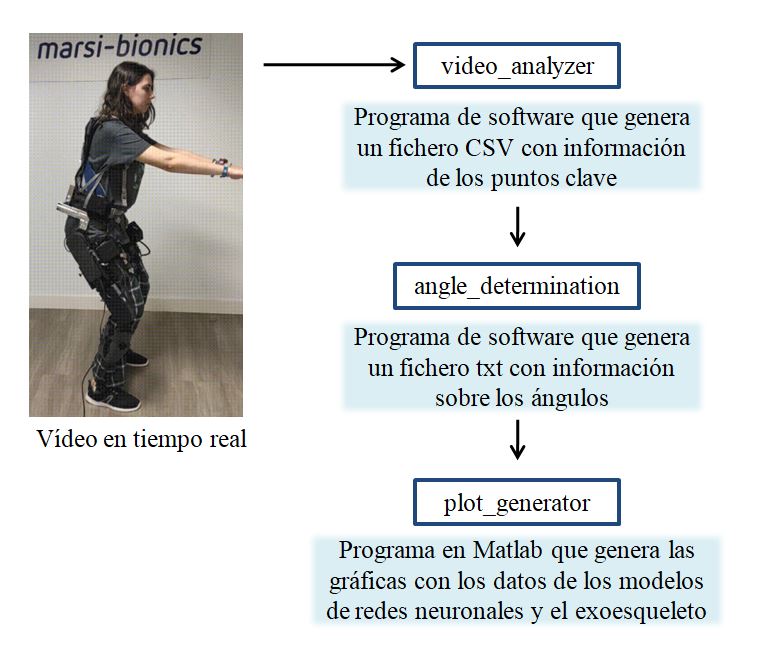 marsi-bionics
Vídeo en tiempo real
video_analyzer
Programa de software que genera
un fichero CSV con información
de los puntos clave
angle_determination
Programa de software que genera
un fichero txt con información
sobre los ángulos
plot_generator
Programa en Matlab que genera las
gráficas con los datos de los modelos
de redes neuronales y el exoesqueleto